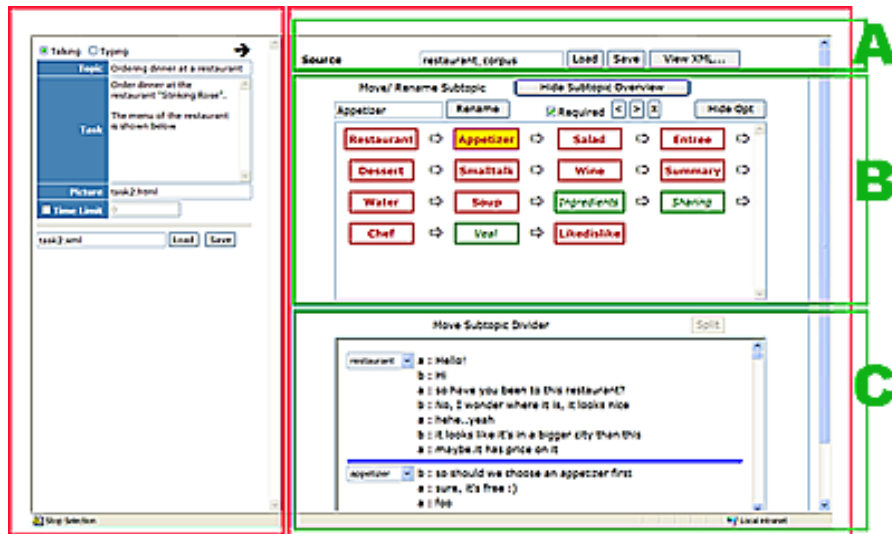 Talking Typing
Topic Ordering dinner at a restaurant
Task
Order dinner at the
restaurant "Stinking Rose"..
The menu of the restaurant
is shown below
Picture task2.html
Time Limit 0
task2.xml Load Save
Stop Selection
A
Source restaurant_corpus Load Save View XML...
B
Move/ Rename Subtopic Hide Subtopic Overview
Appetizer Rename Required < > X Hide Opt
Restaurant ⇨ Appetizer ⇨ Salad ⇨ Entree ⇨
Dessert ⇨ Smalltalk ⇨ Wine ⇨ Summary ⇨
Water ⇨ Soup ⇨ Ingredients ⇨ Sharing ⇨
Chef ⇨ Veal ⇨ Likedislike
C
Move Subtopic Divider Split
restaurant a : Hello!
b : Hi
a : so have you been to this restaurant?
b : No, I wonder where it is, it looks nice
a : hehe..yeah
b : it looks like it's in a bigger city than this
a : maybe.it has price on it
appetizer b : so should we choose an appetizer first
a : sure, it's free :)
a : foo
Local intranet